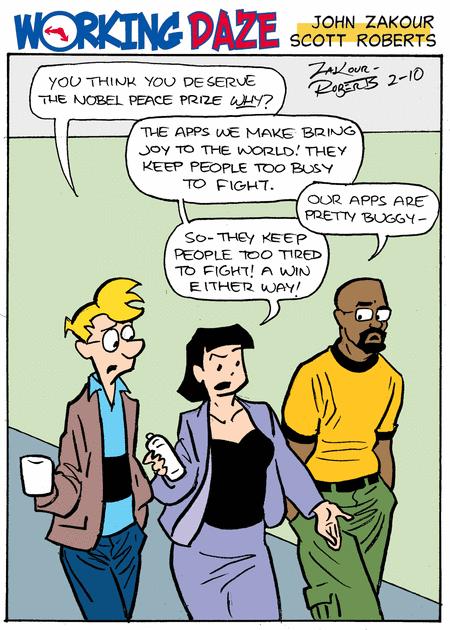 WORKING DAZE
JOHN ZAKOUR
SCOTT ROBERTS
ZAKOUR-
ROBERTS 2-10
YOU THINK YOU DESERVE
THE NOBEL PEACE PRIZE WHY?
THE APPS WE MAKE BRING
JOY TO THE WORLD! THEY
KEEP PEOPLE TOO BUSY
TO FIGHT.
OUR APPS ARE
PRETTY BUGGY-
SO- THEY KEEP
PEOPLE TOO TIRED
TO FIGHT! A WIN
EITHER WAY!